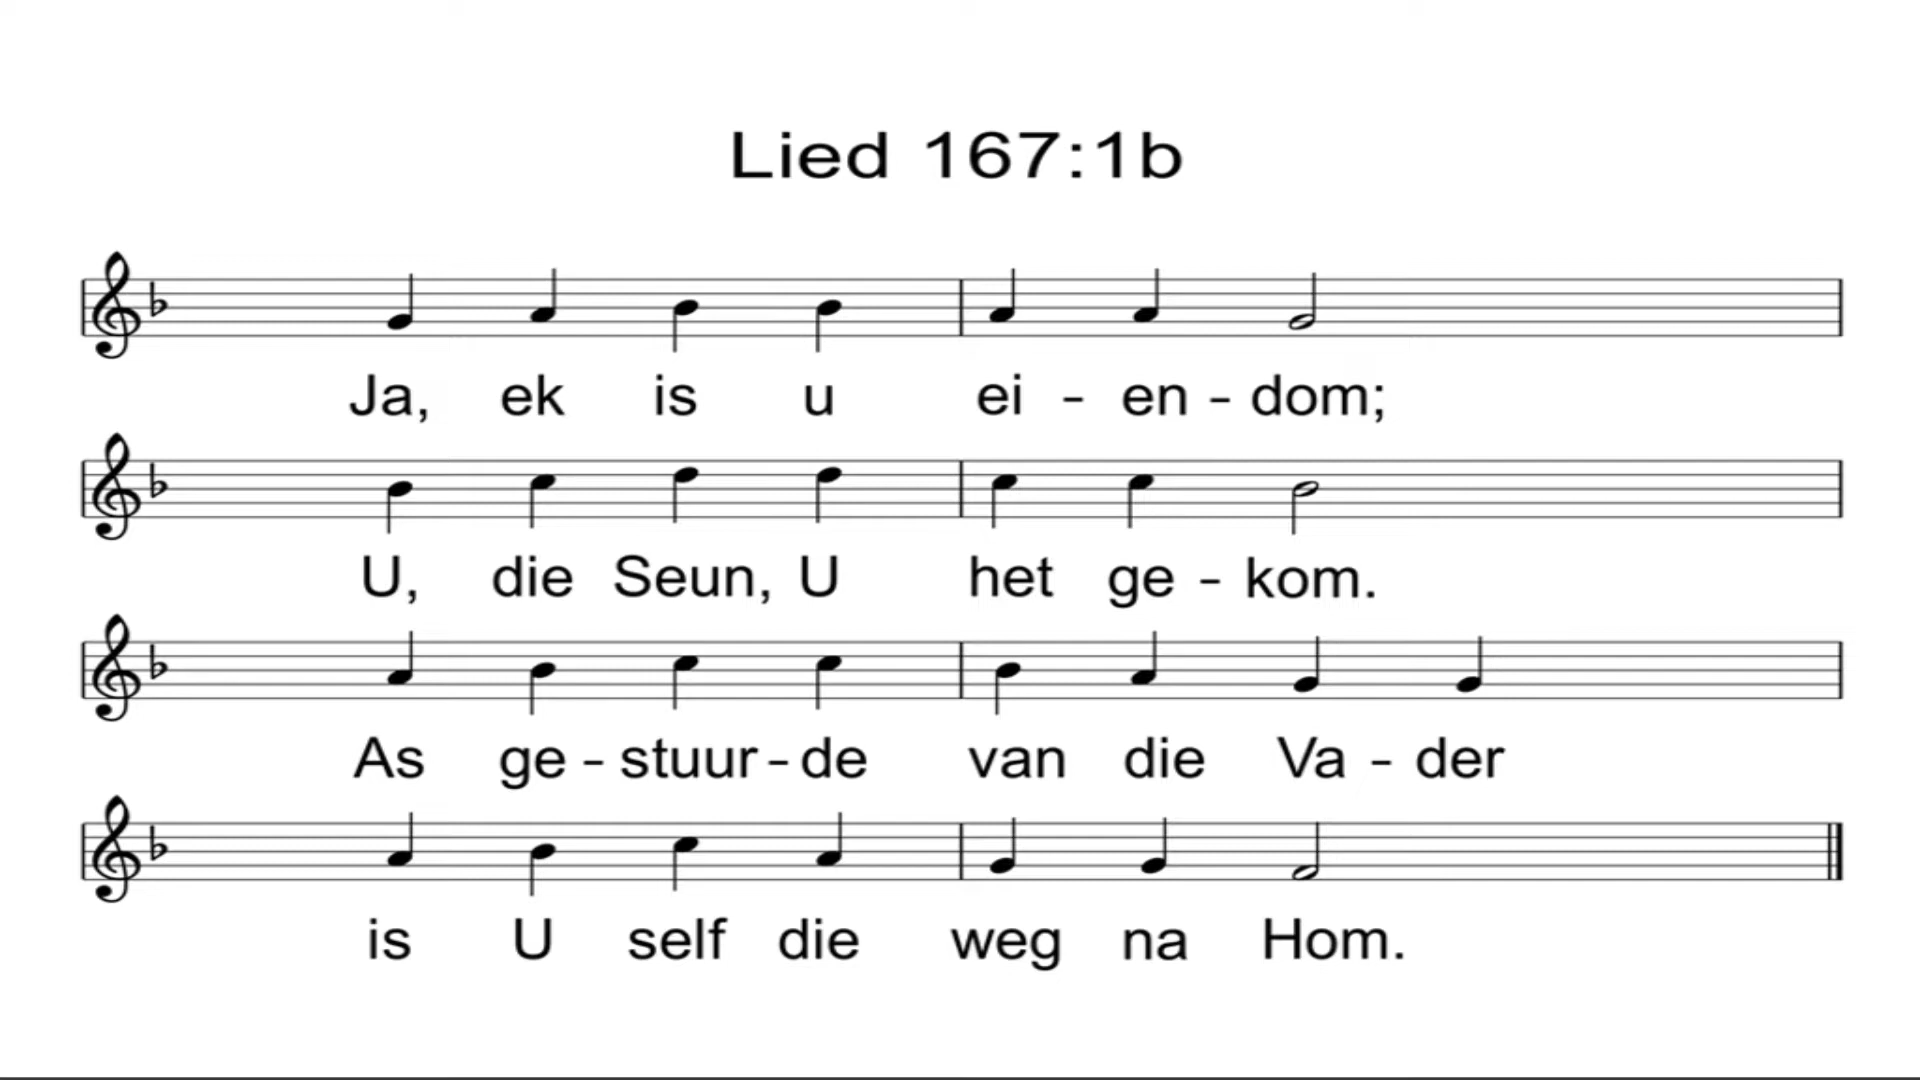 Lied 167:1b
Ja, ek is u ei - en - dom;
U, die Seun, U het ge - kom.
As ge - stuur - de van die Va - der
is U self die weg na Hom.